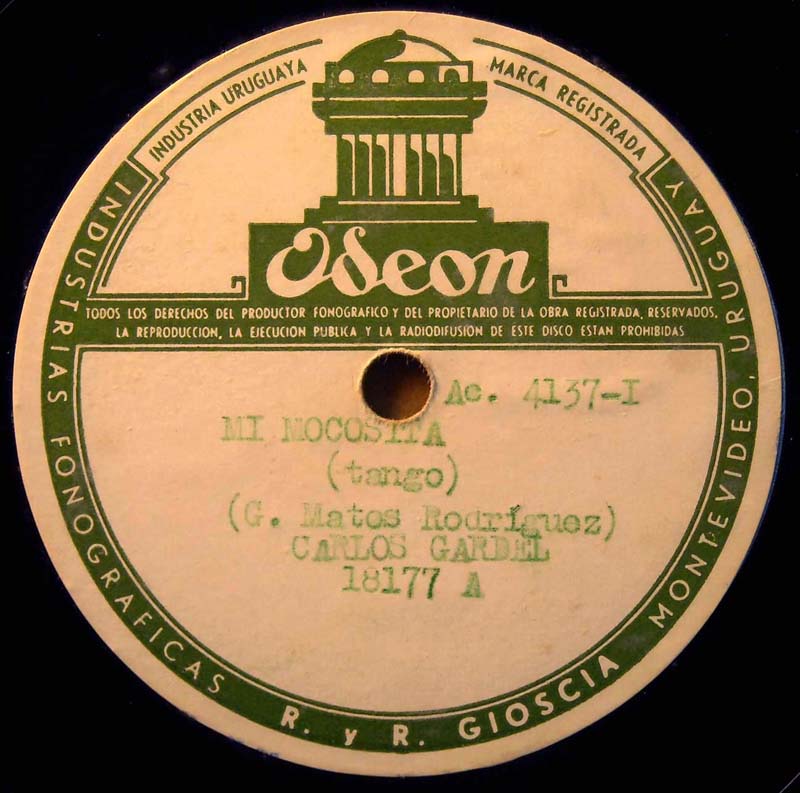 INDUSTRIA URUGUAYA
MARCA REGISTRADA
Odeon
TODOS LOS DERECHOS DEL PRODUCTOR FONOGRAFICO Y DEL PROPIETARIO DE LA OBRA REGISTRADA, RESERVADOS.
LA REPRODUCCION, LA EJECUCION PUBLICA Y LA RADIODIFUSION DE ESTE DISCO ESTAN PROHIBIDAS
Ac. 4137-I
MI MOCOSITA
(tango)
(G. Matos Rodríguez)
CARLOS GARDEL
18177 A
INDUSTRIAS FONOGRAFICAS R. y R. GIOSCIA MONTEVIDEO, URUGUAY